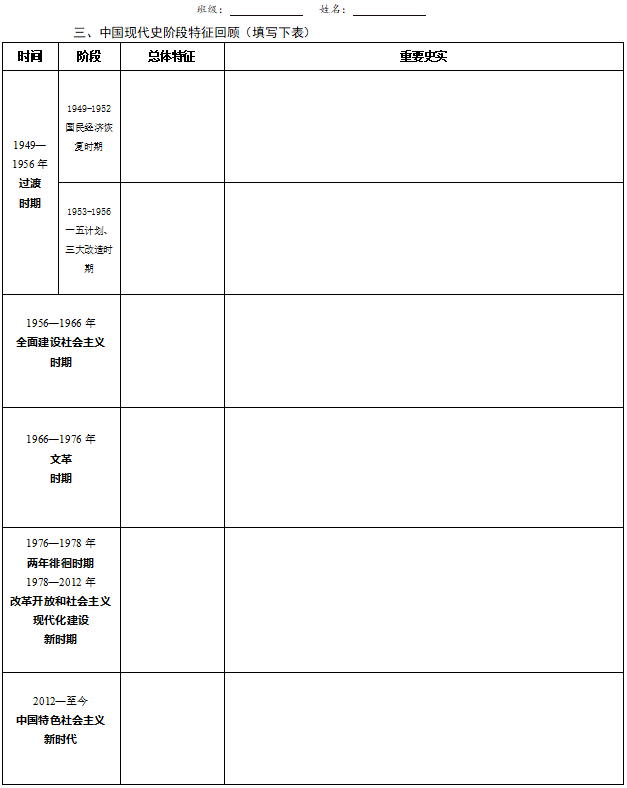 班级： 姓名：
三、中国现代史阶段特征回顾（填写下表）
时间 阶段 总体特征 重要史实
1949—
1956 年
过渡
时期
1949-1952
国民经济恢
复时期
1953-1956
一五计划、
三大改造时
期
1956—1966 年
全面建设社会主义
时期
1966—1976 年
文革
时期
1976—1978 年
两年徘徊时期
1978—2012 年
改革开放和社会主义
现代化建设
新时期
2012—至今
中国特色社会主义
新时代